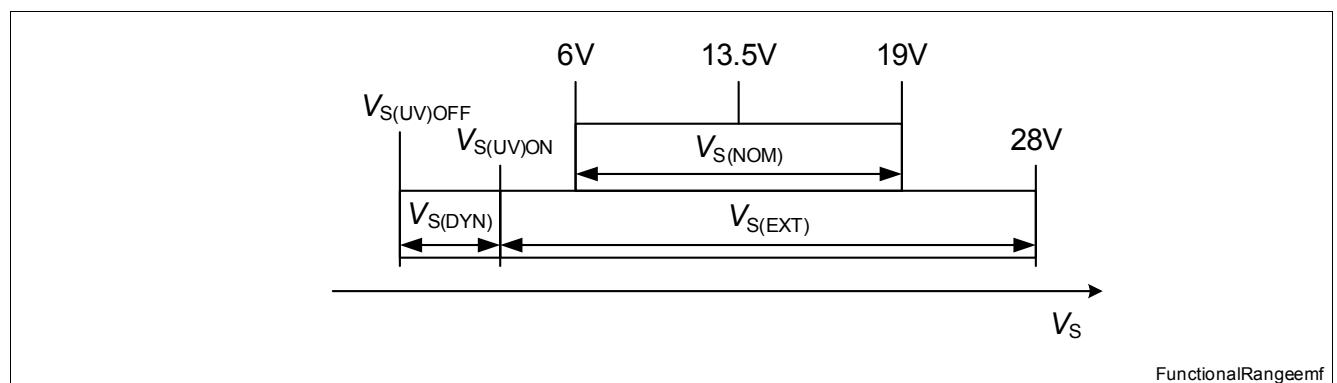 6V 13.5V 19V
VS(UV)OFF
VS(UV)ON VS(NOM) 28V
VS(DYN) VS(EXT)
VS
FunctionalRangeemf